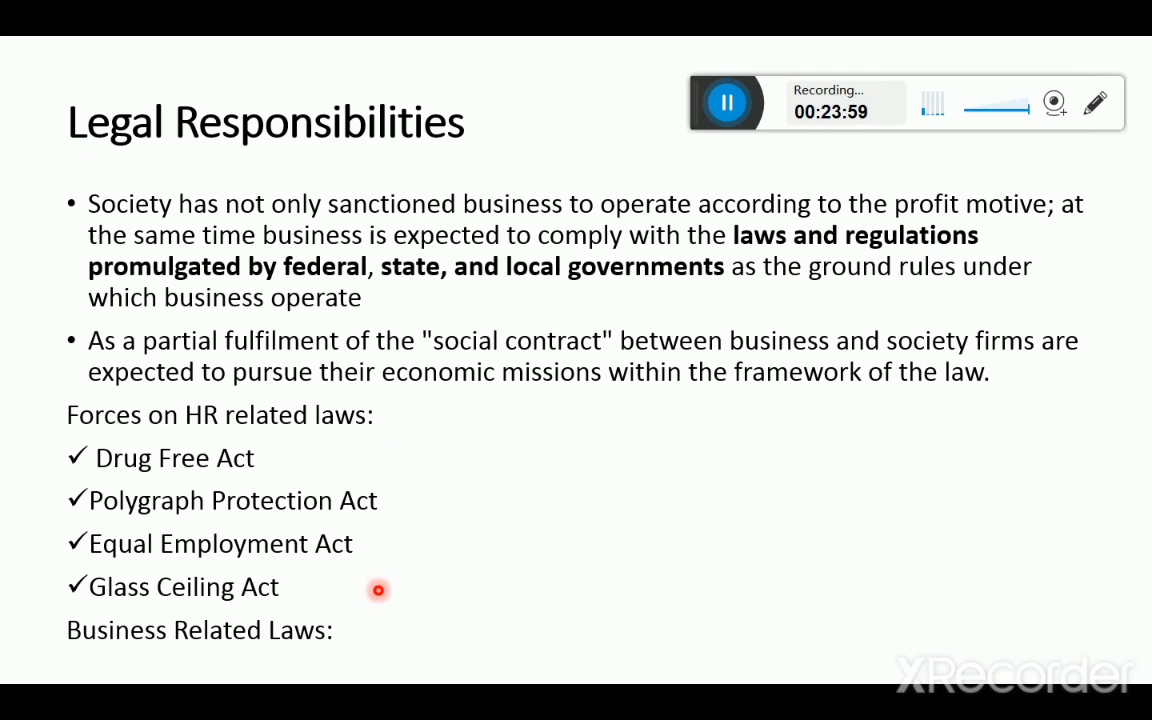 Recording...
00:23:59
Legal Responsibilities
• Society has not only sanctioned business to operate according to the profit motive; at
the same time business is expected to comply with the laws and regulations
promulgated by federal, state, and local governments as the ground rules under
which business operate
• As a partial fulfilment of the "social contract" between business and society firms are
expected to pursue their economic missions within the framework of the law.
Forces on HR related laws:
✓ Drug Free Act
✓Polygraph Protection Act
✓Equal Employment Act
✓Glass Ceiling Act
Business Related Laws:
XRecorder